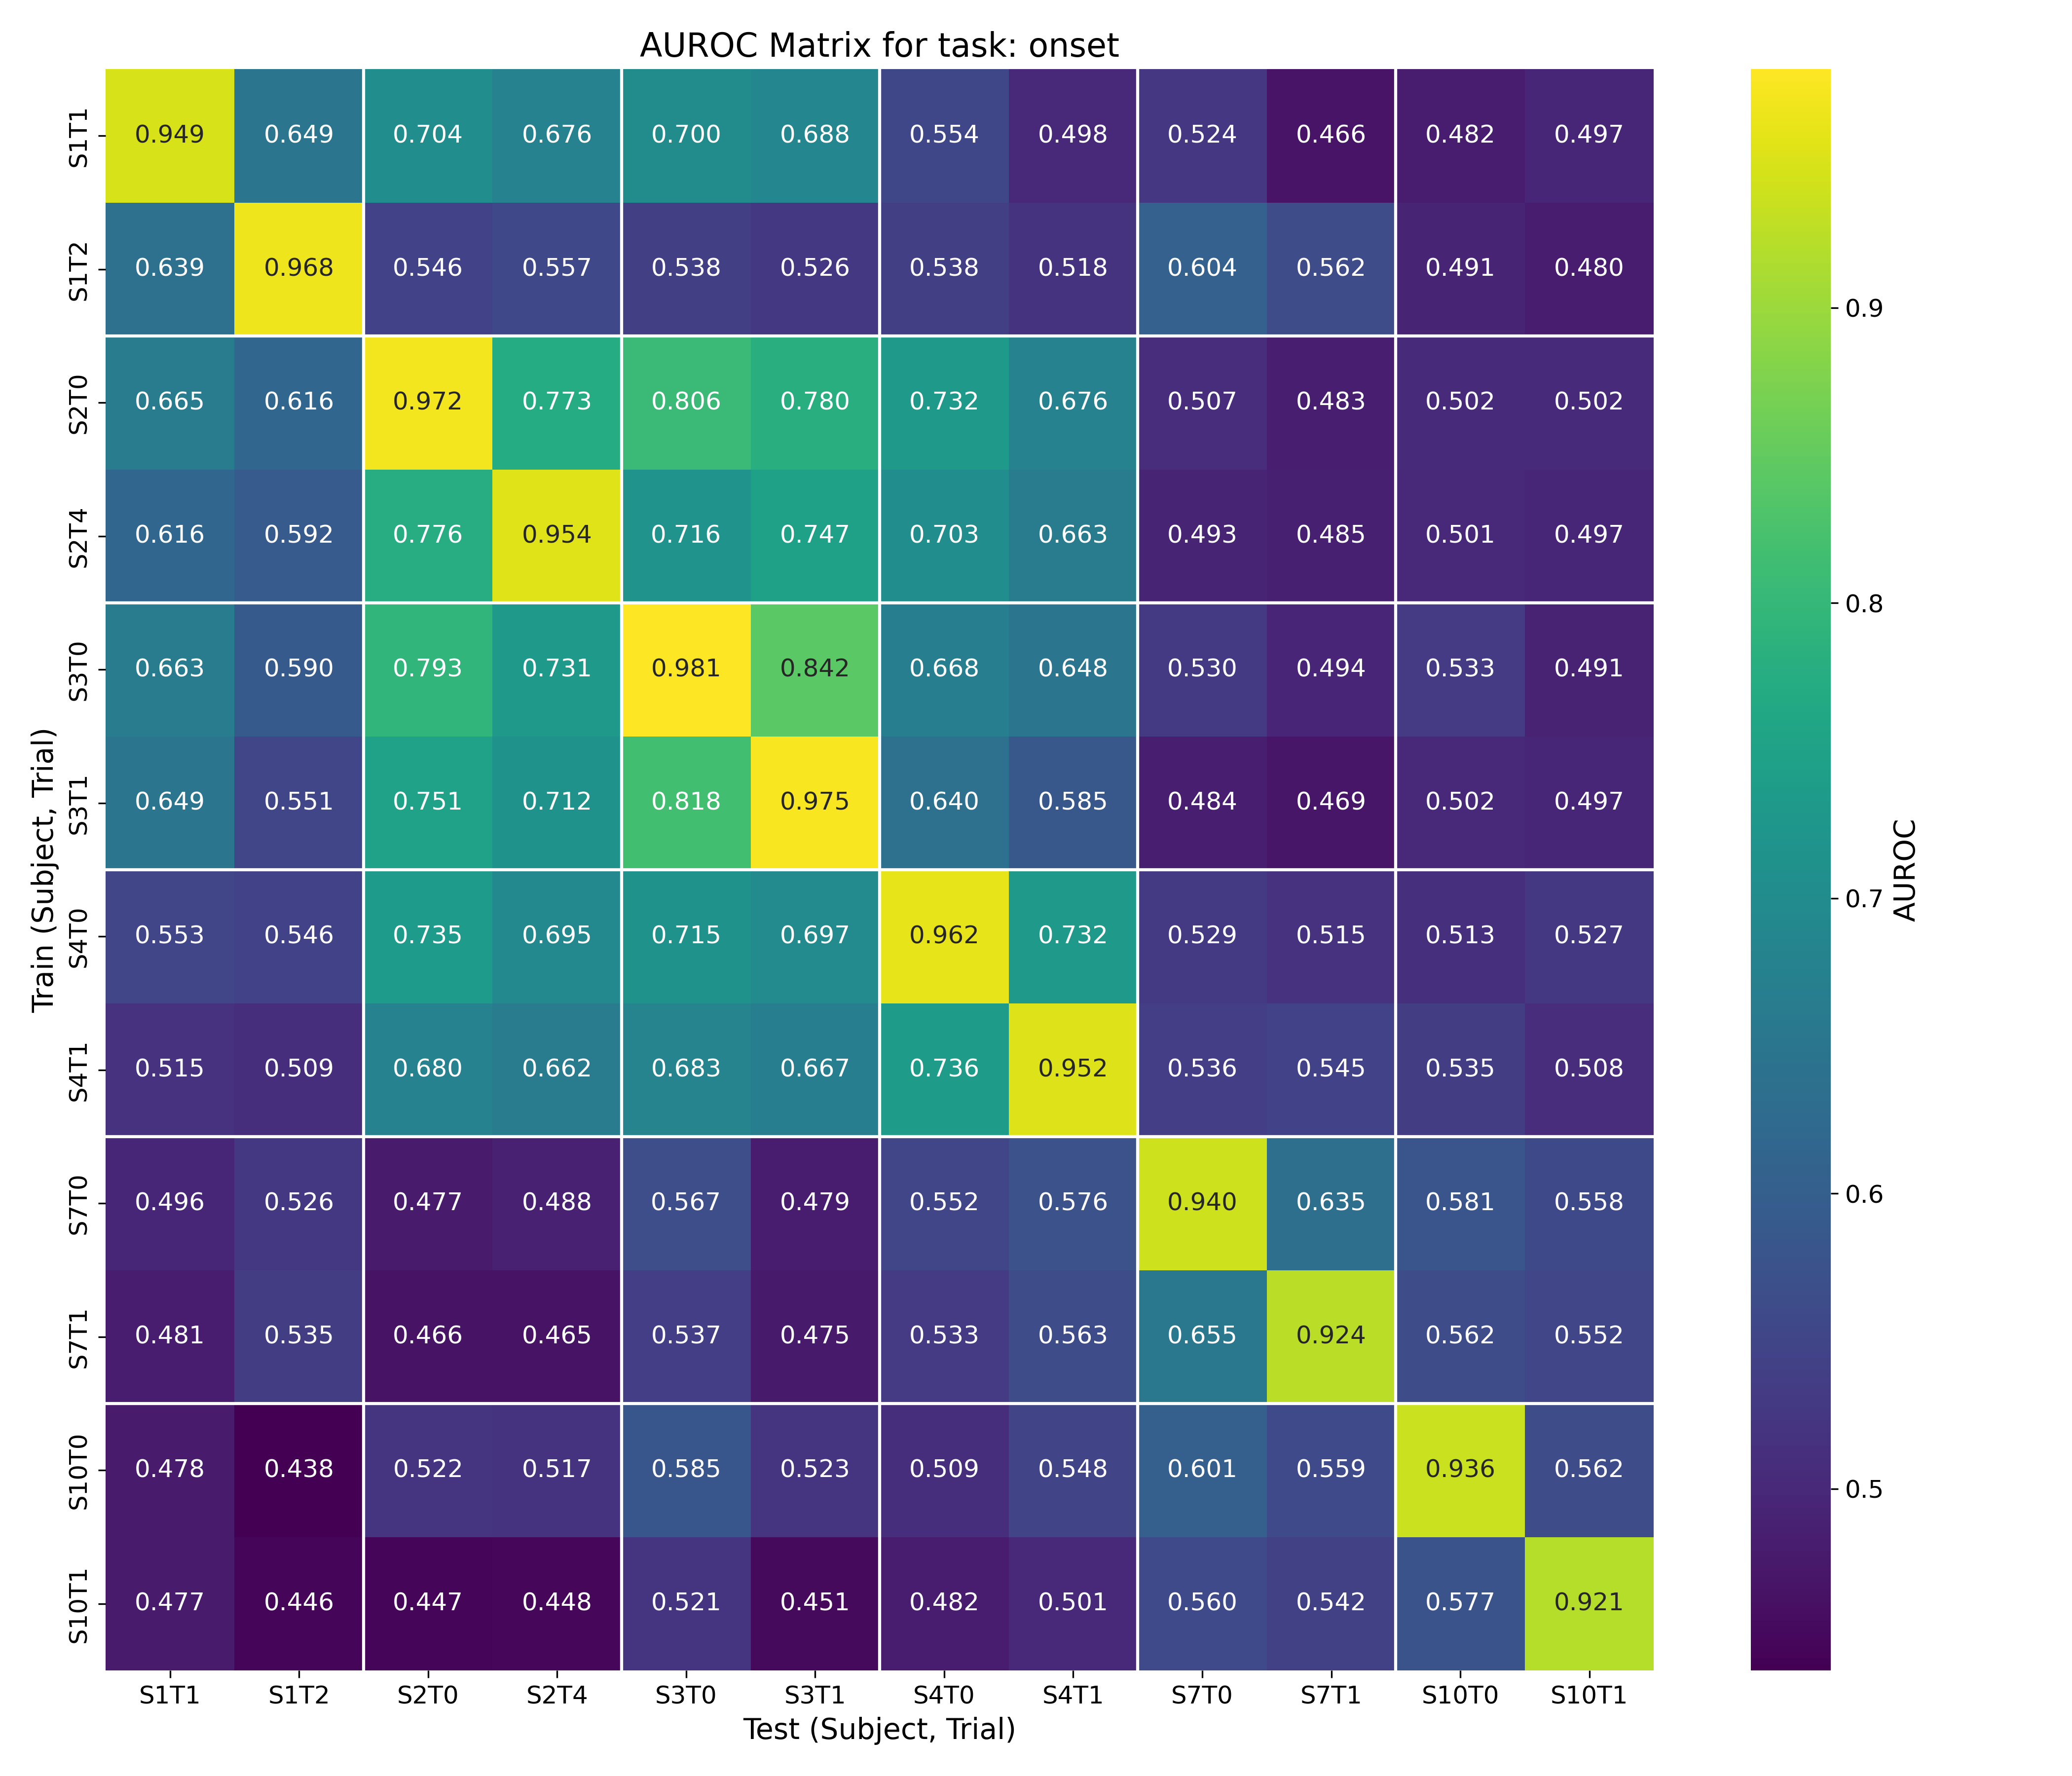 AUROC Matrix for task: onset
Train (Subject, Trial)
S1T1 0.949 0.649 0.704 0.676 0.700 0.688 0.554 0.498 0.524 0.466 0.482 0.497
S1T2 0.639 0.968 0.546 0.557 0.538 0.526 0.538 0.518 0.604 0.562 0.491 0.480
S2T0 0.665 0.616 0.972 0.773 0.806 0.780 0.732 0.676 0.507 0.483 0.502 0.502
S2T4 0.616 0.592 0.776 0.954 0.716 0.747 0.703 0.663 0.493 0.485 0.501 0.497
S3T0 0.663 0.590 0.793 0.731 0.981 0.842 0.668 0.648 0.530 0.494 0.533 0.491
S3T1 0.649 0.551 0.751 0.712 0.818 0.975 0.640 0.585 0.484 0.469 0.502 0.497
S4T0 0.553 0.546 0.735 0.695 0.715 0.697 0.962 0.732 0.529 0.515 0.513 0.527
S4T1 0.515 0.509 0.680 0.662 0.683 0.667 0.736 0.952 0.536 0.545 0.535 0.508
S7T0 0.496 0.526 0.477 0.488 0.567 0.479 0.552 0.576 0.940 0.635 0.581 0.558
S7T1 0.481 0.535 0.466 0.465 0.537 0.475 0.533 0.563 0.655 0.924 0.562 0.552
S10T0 0.478 0.438 0.522 0.517 0.585 0.523 0.509 0.548 0.601 0.559 0.936 0.562
S10T1 0.477 0.446 0.447 0.448 0.521 0.451 0.482 0.501 0.560 0.542 0.577 0.921
S1T1 S1T2 S2T0 S2T4 S3T0 S3T1 S4T0 S4T1 S7T0 S7T1 S10T0 S10T1
Test (Subject, Trial)
0.9
0.8
0.7
0.6
0.5
AUROC